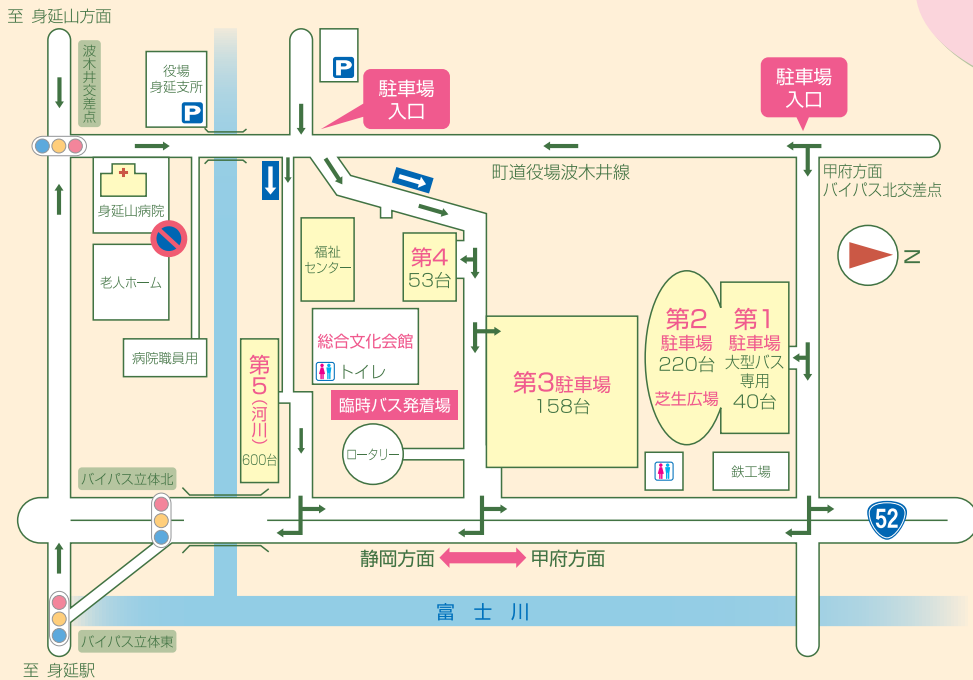 至 身延山方面
波木井交差点
役場
身延支所
P
P
駐車場
入口
駐車場
入口
町道役場波木井線
甲府方面
バイパス北交差点
身延山病院
老人ホーム
病院職員用
福祉
センター
第4
53台
N
総合文化会館
トイレ
臨時バス発着場
ロータリー
第5(河川)
600台
第3駐車場
158台
第2
駐車場
220台
芝生広場
第1
駐車場
大型バス
専用
40台
鉄工場
バイパス立体北
52
静岡方面
甲府方面
富士川
バイパス立体東
至 身延駅